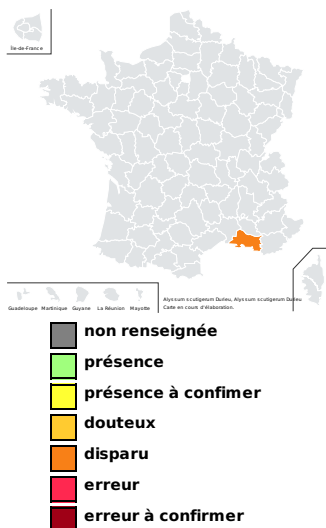 Île-de-France
Alyssum scutigerum Durieu, Alyssum scutigerum Durieu
Carte en cours d'élaboration.
Guadeloupe Martinique Guyane La Réunion Mayotte
non renseignée
présence
présence à confimer
douteux
disparu
erreur
erreur à confirmer